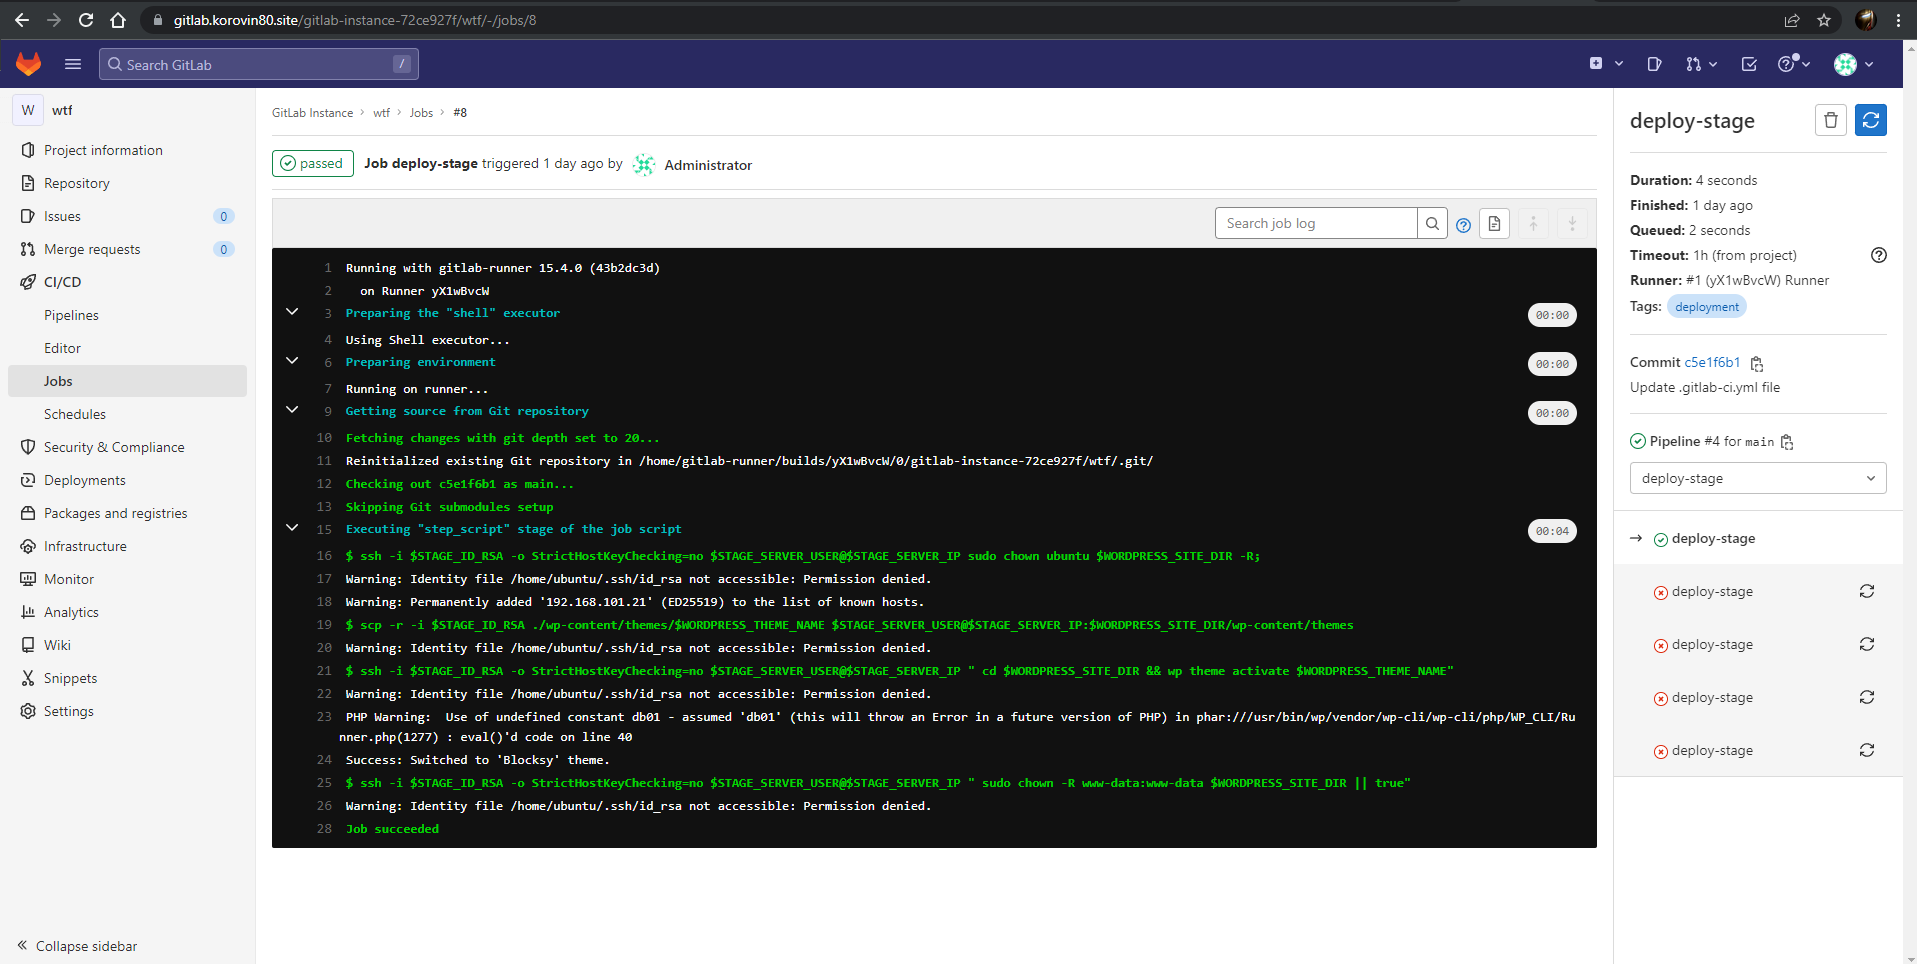 gitlab.korovin80.site/gitlab-instance-72ce927f/wtf/-/jobs/8
Search GitLab
/
W wtf
Project information
Repository
Issues 0
Merge requests 0
CI/CD
Pipelines
Editor
Jobs
Schedules
Security & Compliance
Deployments
Packages and registries
Infrastructure
Monitor
Analytics
Wiki
Snippets
Settings
Collapse sidebar
GitLab Instance › wtf › Jobs › #8
passed Job deploy-stage triggered 1 day ago by Administrator
Search job log
1 Running with gitlab-runner 15.4.0 (43b2dc3d)
2 on Runner yX1wBvcW
3 Preparing the "shell" executor 00:00
4 Using Shell executor...
6 Preparing environment 00:00
7 Running on runner...
9 Getting source from Git repository 00:00
10 Fetching changes with git depth set to 20...
11 Reinitialized existing Git repository in /home/gitlab-runner/builds/yX1wBvcW/0/gitlab-instance-72ce927f/wtf/.git/
12 Checking out c5e1f6b1 as main...
13 Skipping Git submodules setup
15 Executing "step_script" stage of the job script 00:04
16 $ ssh -i $STAGE_ID_RSA -o StrictHostKeyChecking=no $STAGE_SERVER_USER@$STAGE_SERVER_IP sudo chown ubuntu $WORDPRESS_SITE_DIR -R;
17 Warning: Identity file /home/ubuntu/.ssh/id_rsa not accessible: Permission denied.
18 Warning: Permanently added '192.168.101.21' (ED25519) to the list of known hosts.
19 $ scp -r -i $STAGE_ID_RSA ./wp-content/themes/$WORDPRESS_THEME_NAME $STAGE_SERVER_USER@$STAGE_SERVER_IP:$WORDPRESS_SITE_DIR/wp-content/themes
20 Warning: Identity file /home/ubuntu/.ssh/id_rsa not accessible: Permission denied.
21 $ ssh -i $STAGE_ID_RSA -o StrictHostKeyChecking=no $STAGE_SERVER_USER@$STAGE_SERVER_IP " cd $WORDPRESS_SITE_DIR && wp theme activate $WORDPRESS_THEME_NAME"
22 Warning: Identity file /home/ubuntu/.ssh/id_rsa not accessible: Permission denied.
23 PHP Warning:  Use of undefined constant db01 - assumed 'db01' (this will throw an Error in a future version of PHP) in phar:///usr/bin/wp/vendor/wp-cli/wp-cli/php/WP_CLI/Ru
nner.php(1277) : eval()'d code on line 40
24 Success: Switched to 'Blocksy' theme.
25 $ ssh -i $STAGE_ID_RSA -o StrictHostKeyChecking=no $STAGE_SERVER_USER@$STAGE_SERVER_IP " sudo chown -R www-data:www-data $WORDPRESS_SITE_DIR || true"
26 Warning: Identity file /home/ubuntu/.ssh/id_rsa not accessible: Permission denied.
28 Job succeeded
deploy-stage
Duration: 4 seconds
Finished: 1 day ago
Queued: 2 seconds
Timeout: 1h (from project)
Runner: #1 (yX1wBvcW) Runner
Tags: deployment
Commit c5e1f6b1
Update .gitlab-ci.yml file
Pipeline #4 for main
deploy-stage
→ deploy-stage
deploy-stage
deploy-stage
deploy-stage
deploy-stage